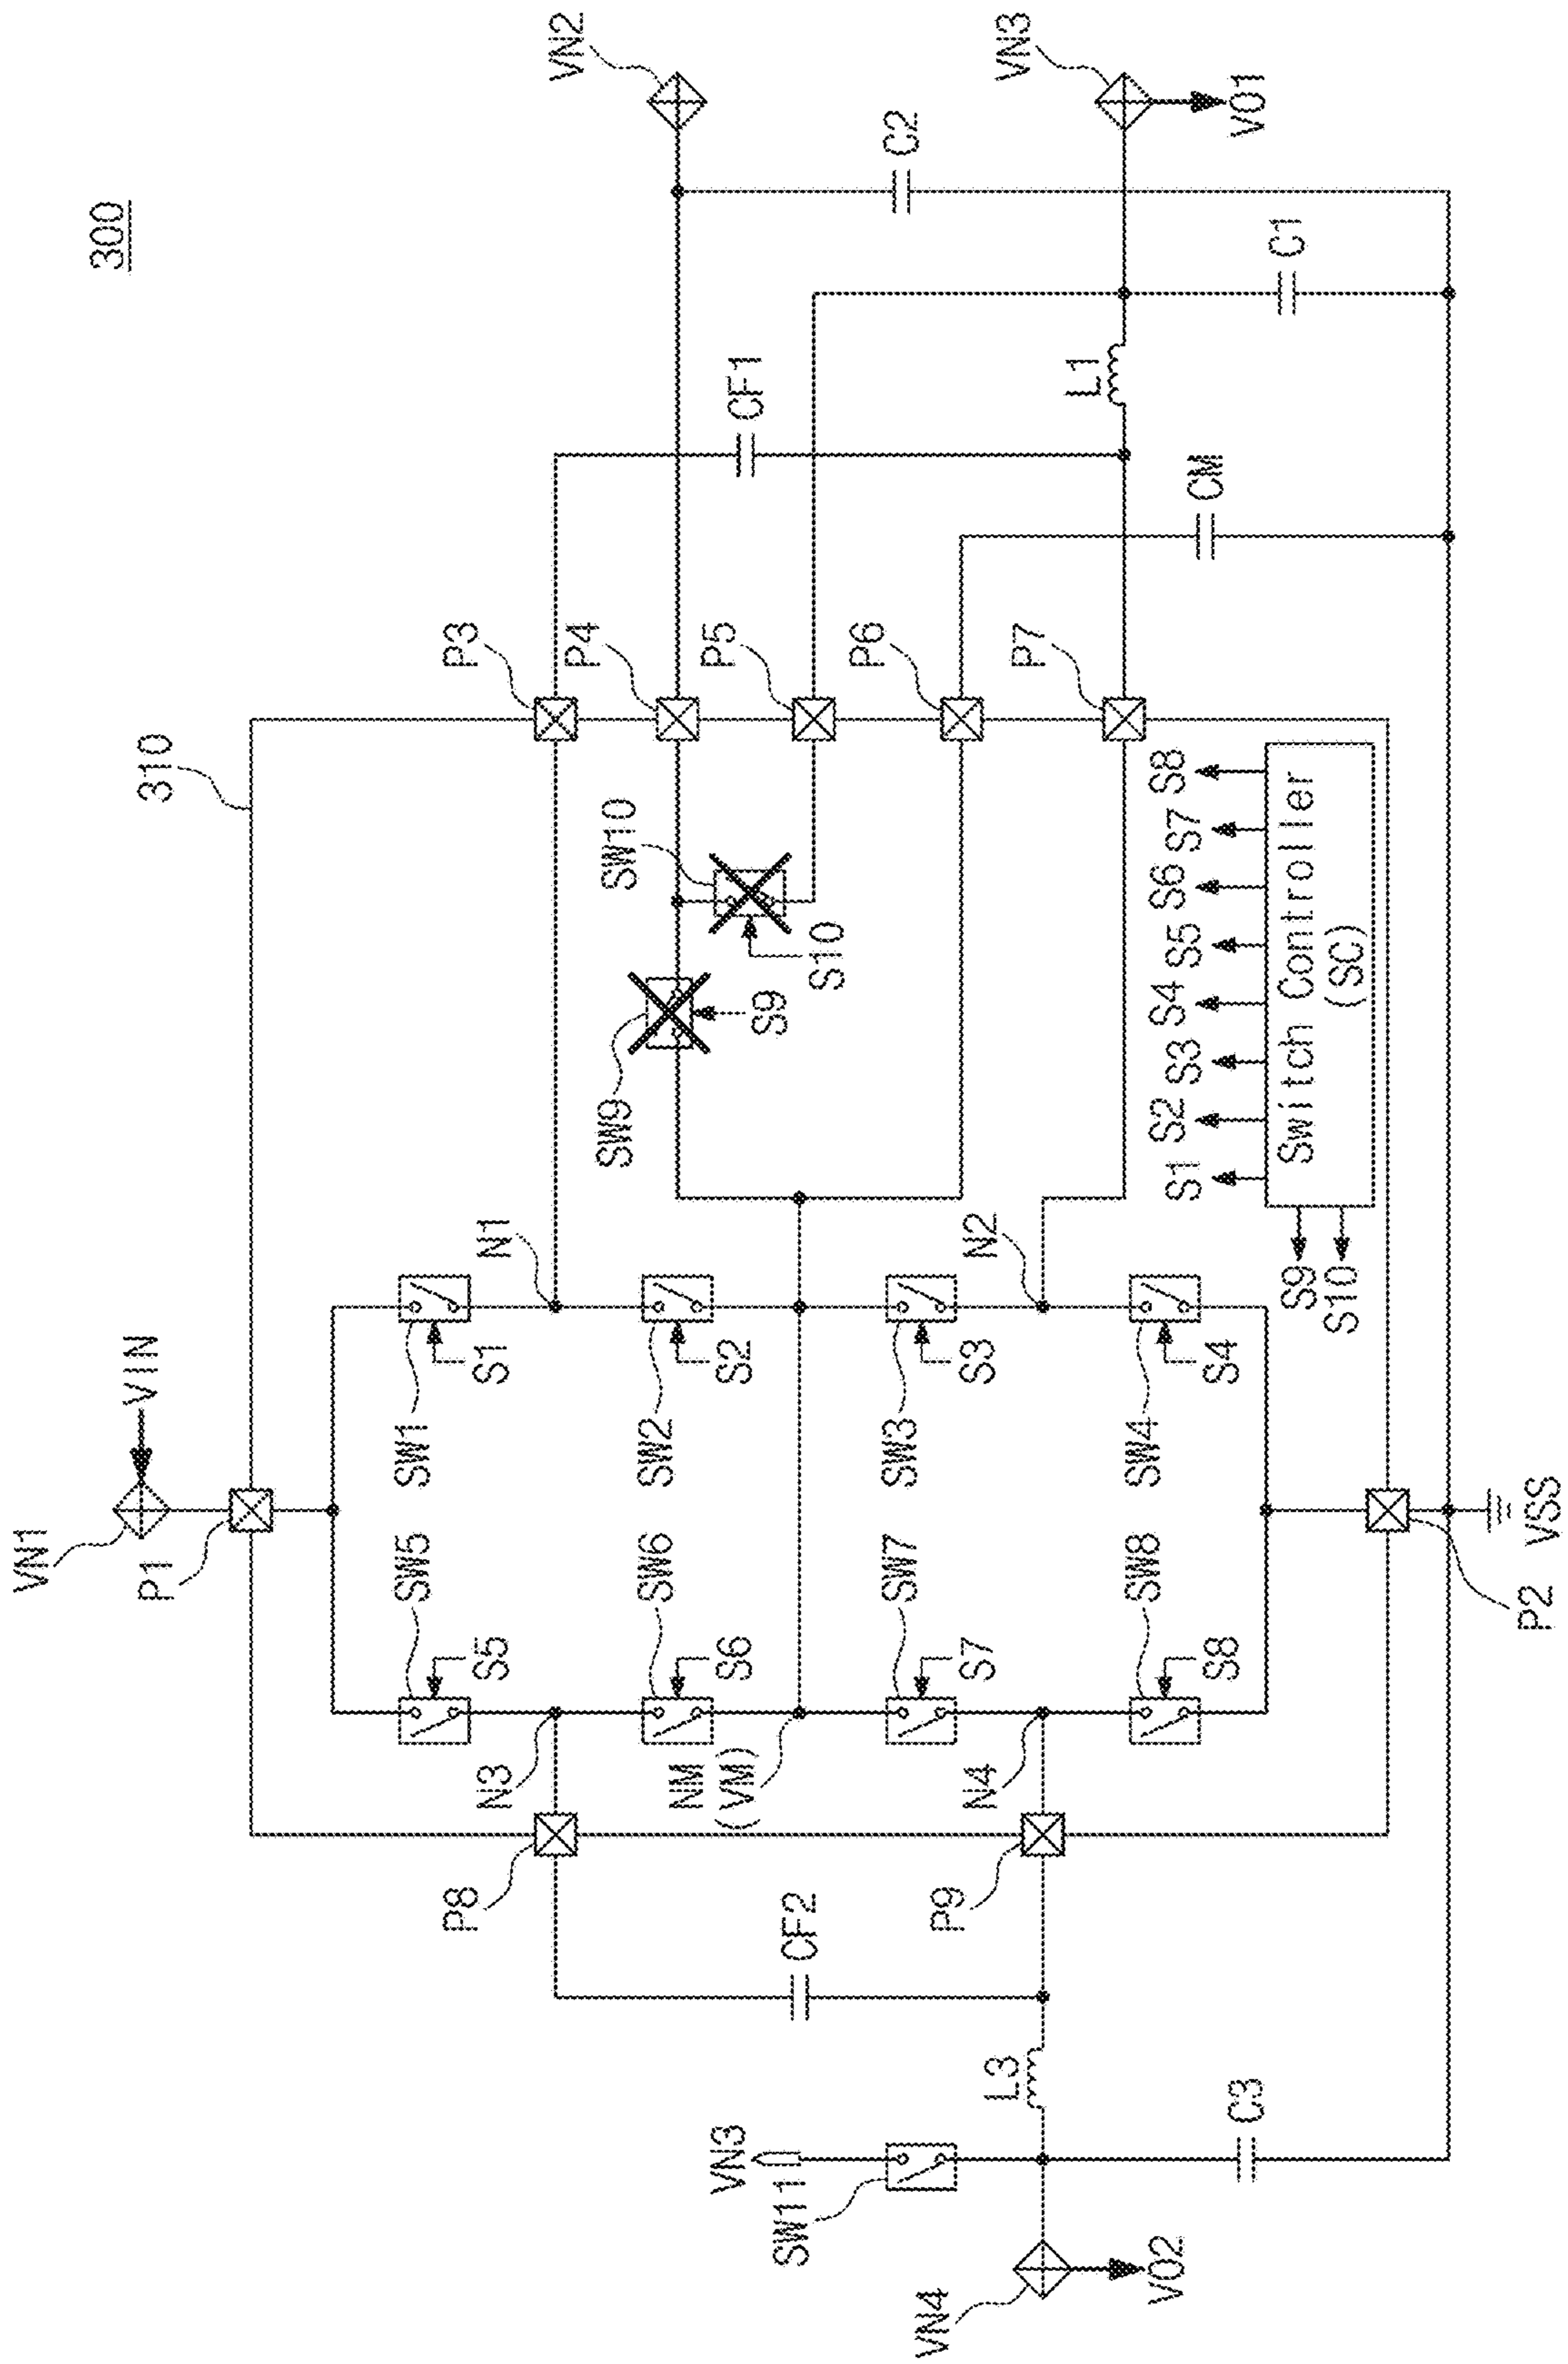 300
VN1
VIN
P1
310
VN2
VN3
VO1
C2
C1
CF1
L1
CM
P3
P4
P5
P6
P7
SW5
S5
SW1
S1
N1
N3
P8
SW6
S6
SW2
S2
SW9
S9
SW10
S10
NM
(VM)
SW7
S7
SW3
S3
N2
N4
P9
SW8
S8
SW4
S4
S1
S2
S3
S4
S5
S6
S7
S8
Switch Controller
(SC)
S9
S10
CF2
L3
VN3
SW11
C3
VN4
VO2
P2
VSS